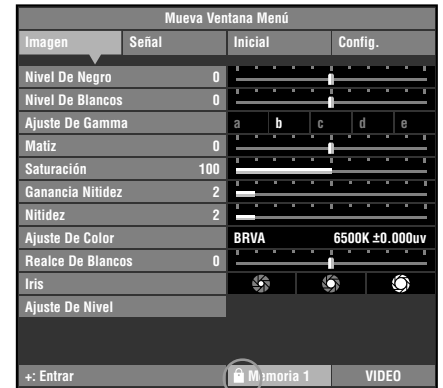 Mueva Ventana Menú
Imagen Señal Inicial Config.
Nivel De Negro 0
Nivel De Blancos 0
Ajuste De Gamma a b c d e
Matiz 0
Saturación 100
Ganancia Nitidez 2
Nitidez 2
Ajuste De Color BRVA 6500K ±0.000uv
Realce De Blancos 0
Iris
Ajuste De Nivel
+: Entrar Memoria 1 VIDEO